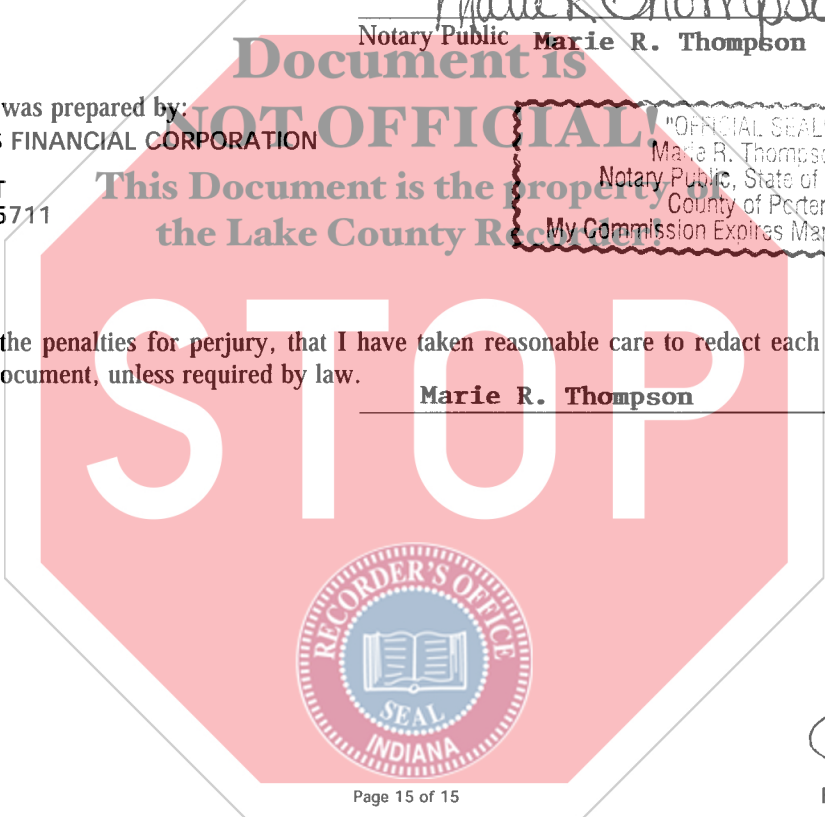 Notary Public Marie R. Thompson
Document is
was prepared by:
NOT OFFICIAL!
FINANCIAL CORPORATION
"OFFICIAL SEAL"
Marie R. Thompson
This Document is the property of
Notary Public, State of
5711
County of Porter
the Lake County Recorder!
My Commission Expires Mar
the penalties for perjury, that I have taken reasonable care to redact each
ocument, unless required by law.
Marie R. Thompson
STOP
RECORDER'S OFFICE
SEAL
INDIANA
Page 15 of 15